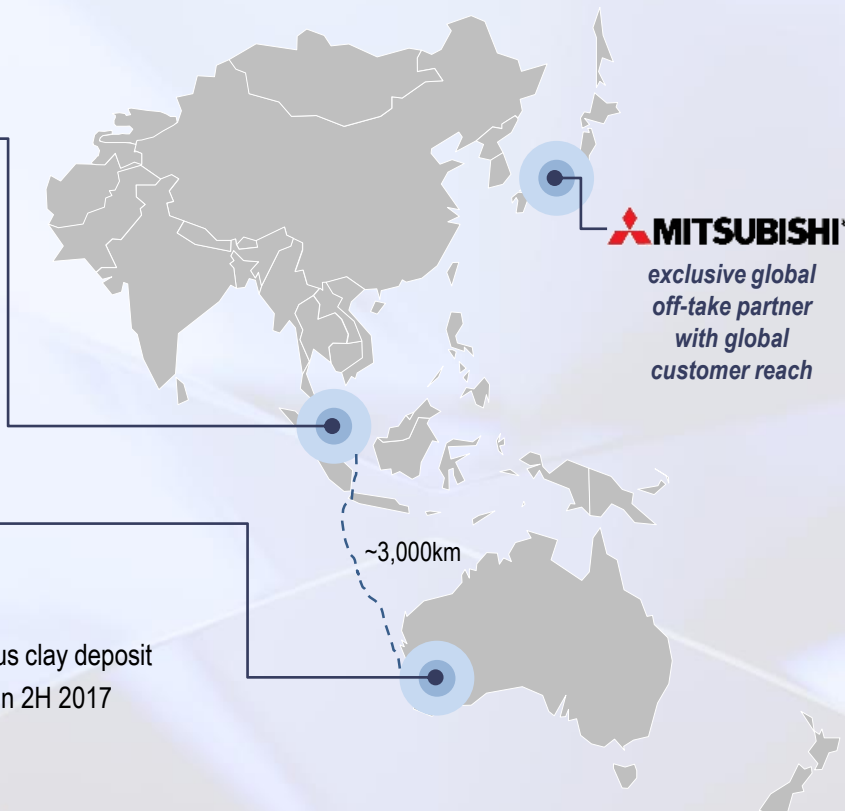 MITSUBISHI
exclusive global
off-take partner
with global
customer reach
~3,000km
us clay deposit
n 2H 2017